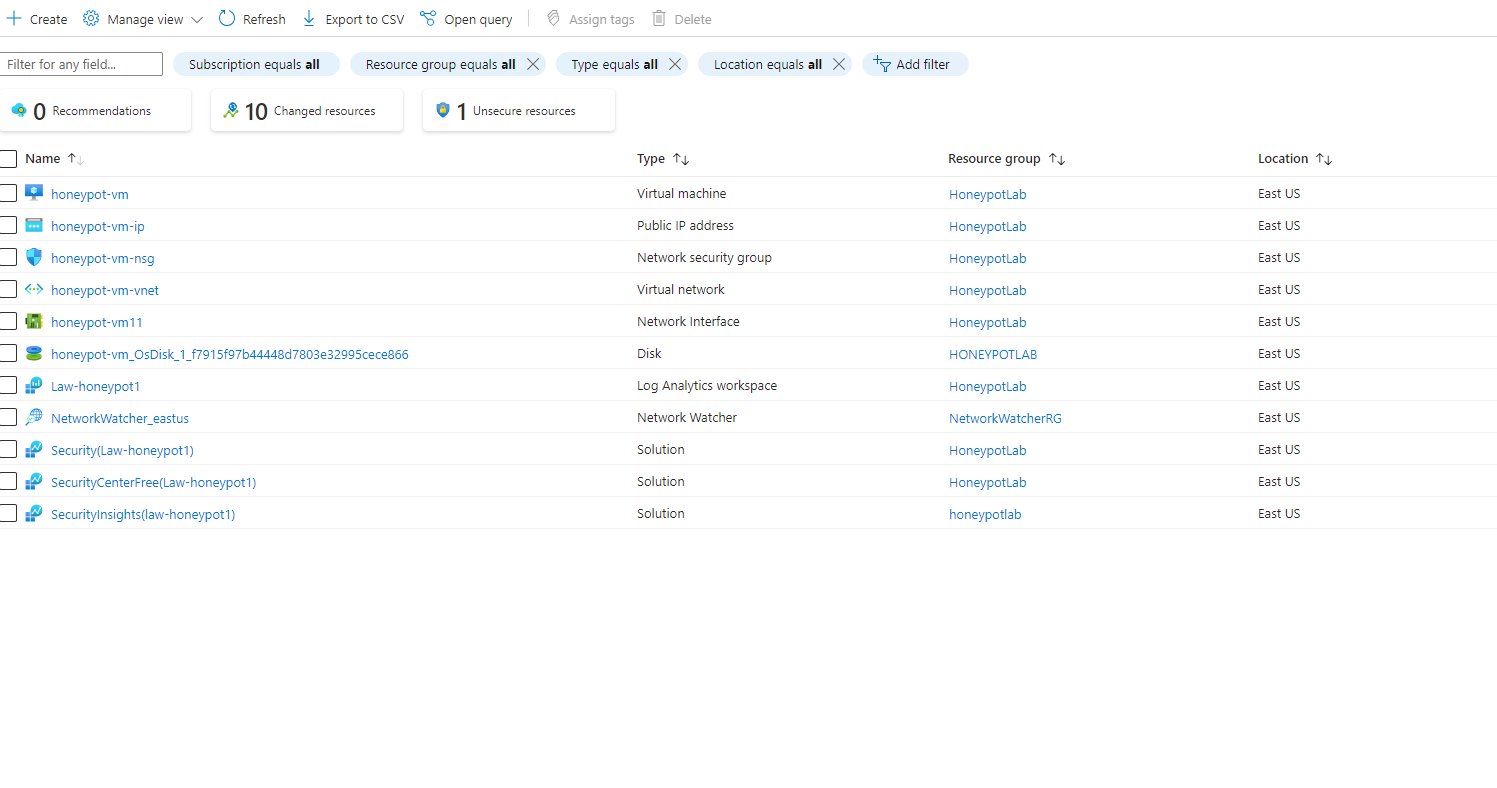 Create Manage view Refresh Export to CSV Open query Assign tags Delete
Filter for any field... Subscription equals all Resource group equals all Type equals all Location equals all Add filter
0 Recommendations 10 Changed resources 1 Unsecure resources
Name Type Resource group Location
honeypot-vm Virtual machine HoneypotLab East US
honeypot-vm-ip Public IP address HoneypotLab East US
honeypot-vm-nsg Network security group HoneypotLab East US
honeypot-vm-vnet Virtual network HoneypotLab East US
honeypot-vm11 Network Interface HoneypotLab East US
honeypot-vm_OsDisk_1_f7915f97b44448d7803e32995cece866 Disk HONEYPOTLAB East US
Law-honeypot1 Log Analytics workspace HoneypotLab East US
NetworkWatcher_eastus Network Watcher NetworkWatcherRG East US
Security(Law-honeypot1) Solution HoneypotLab East US
SecurityCenterFree(Law-honeypot1) Solution HoneypotLab East US
SecurityInsights(law-honeypot1) Solution honeypotlab East US